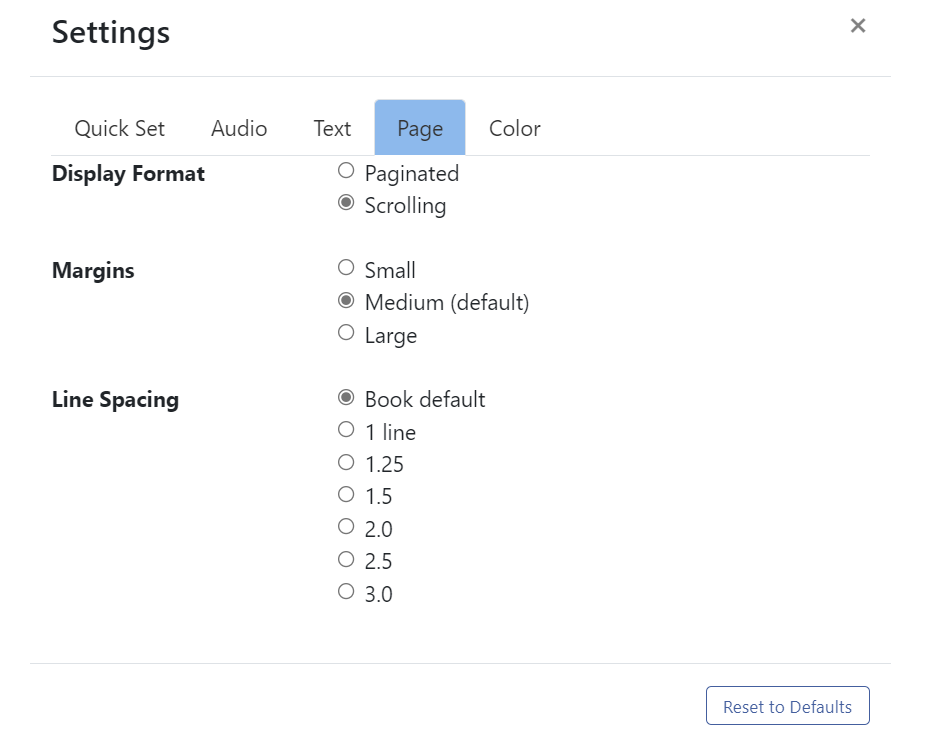 Settings ×
Quick Set Audio Text Page Color
Display Format Paginated
Scrolling
Margins Small
Medium (default)
Large
Line Spacing Book default
1 line
1.25
1.5
2.0
2.5
3.0
Reset to Defaults